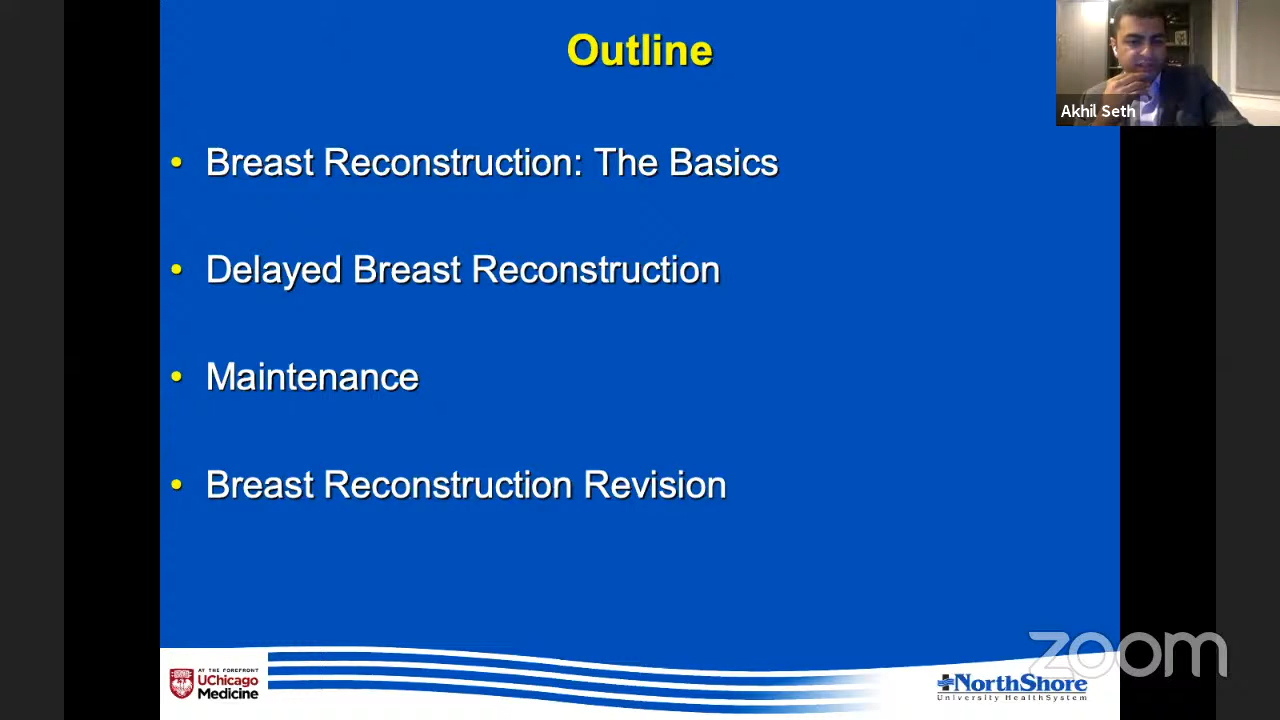 Outline
Akhil Seth
• Breast Reconstruction: The Basics
• Delayed Breast Reconstruction
• Maintenance
• Breast Reconstruction Revision
zoom
AT THE FOREFRONT
UChicago
Medicine
NorthShore
University HealthSystem